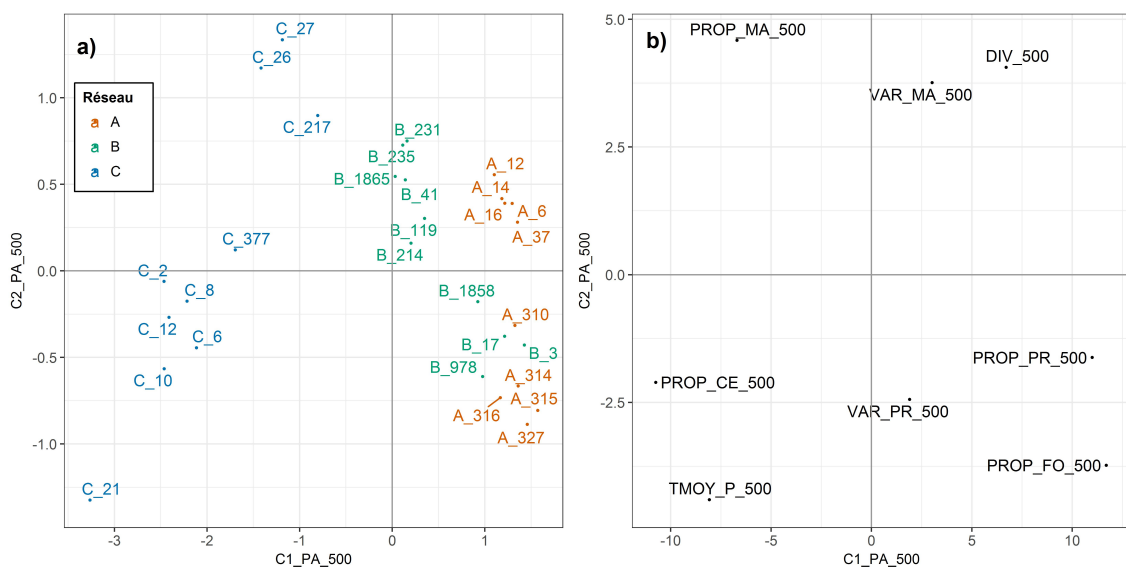 a)
C_27
C_26
C_217
Réseau
a A
a B
a C
B_231
B_235
B_1865
B_41
B_119
B_214
A_12
A_14
A_16
A_6
A_37
C_377
C_2
C_8
C_12
C_6
C_10
C_21
B_1858
A_310
B_17
B_3
B_978
A_314
A_315
A_316
A_327
1.0
0.5
0.0
-0.5
-1.0
C2_PA_500
-3
-2
-1
0
1
C1_PA_500
b)
PROP_MA_500
DIV_500
VAR_MA_500
PROP_PR_500
PROP_CE_500
VAR_PR_500
PROP_FO_500
TMOY_P_500
5.0
2.5
0.0
-2.5
C2_PA_500
-10
-5
0
5
10
C1_PA_500